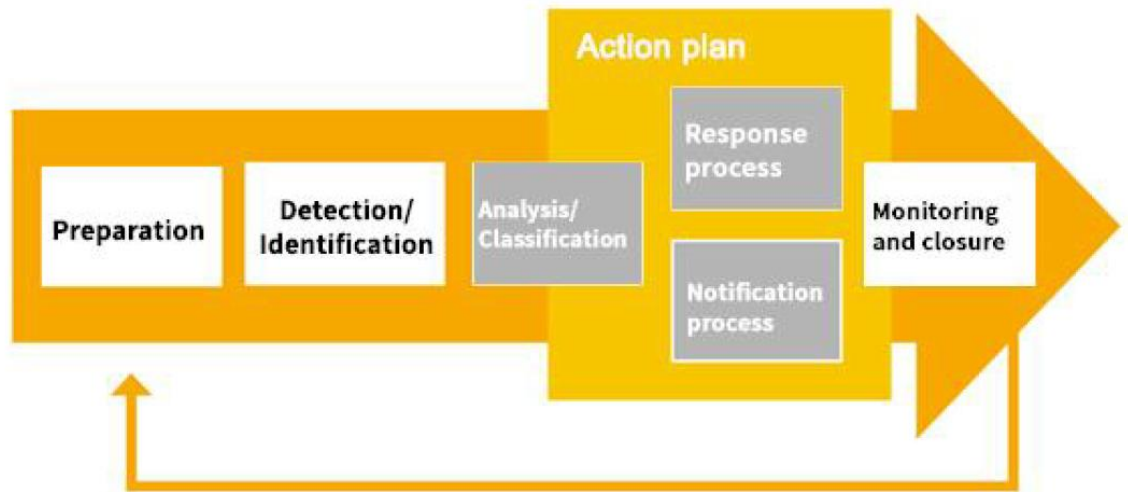 Action plan
Preparation
Detection/
Identification
Analysis/
Classification
Response
process
Notification
process
Monitoring
and closure